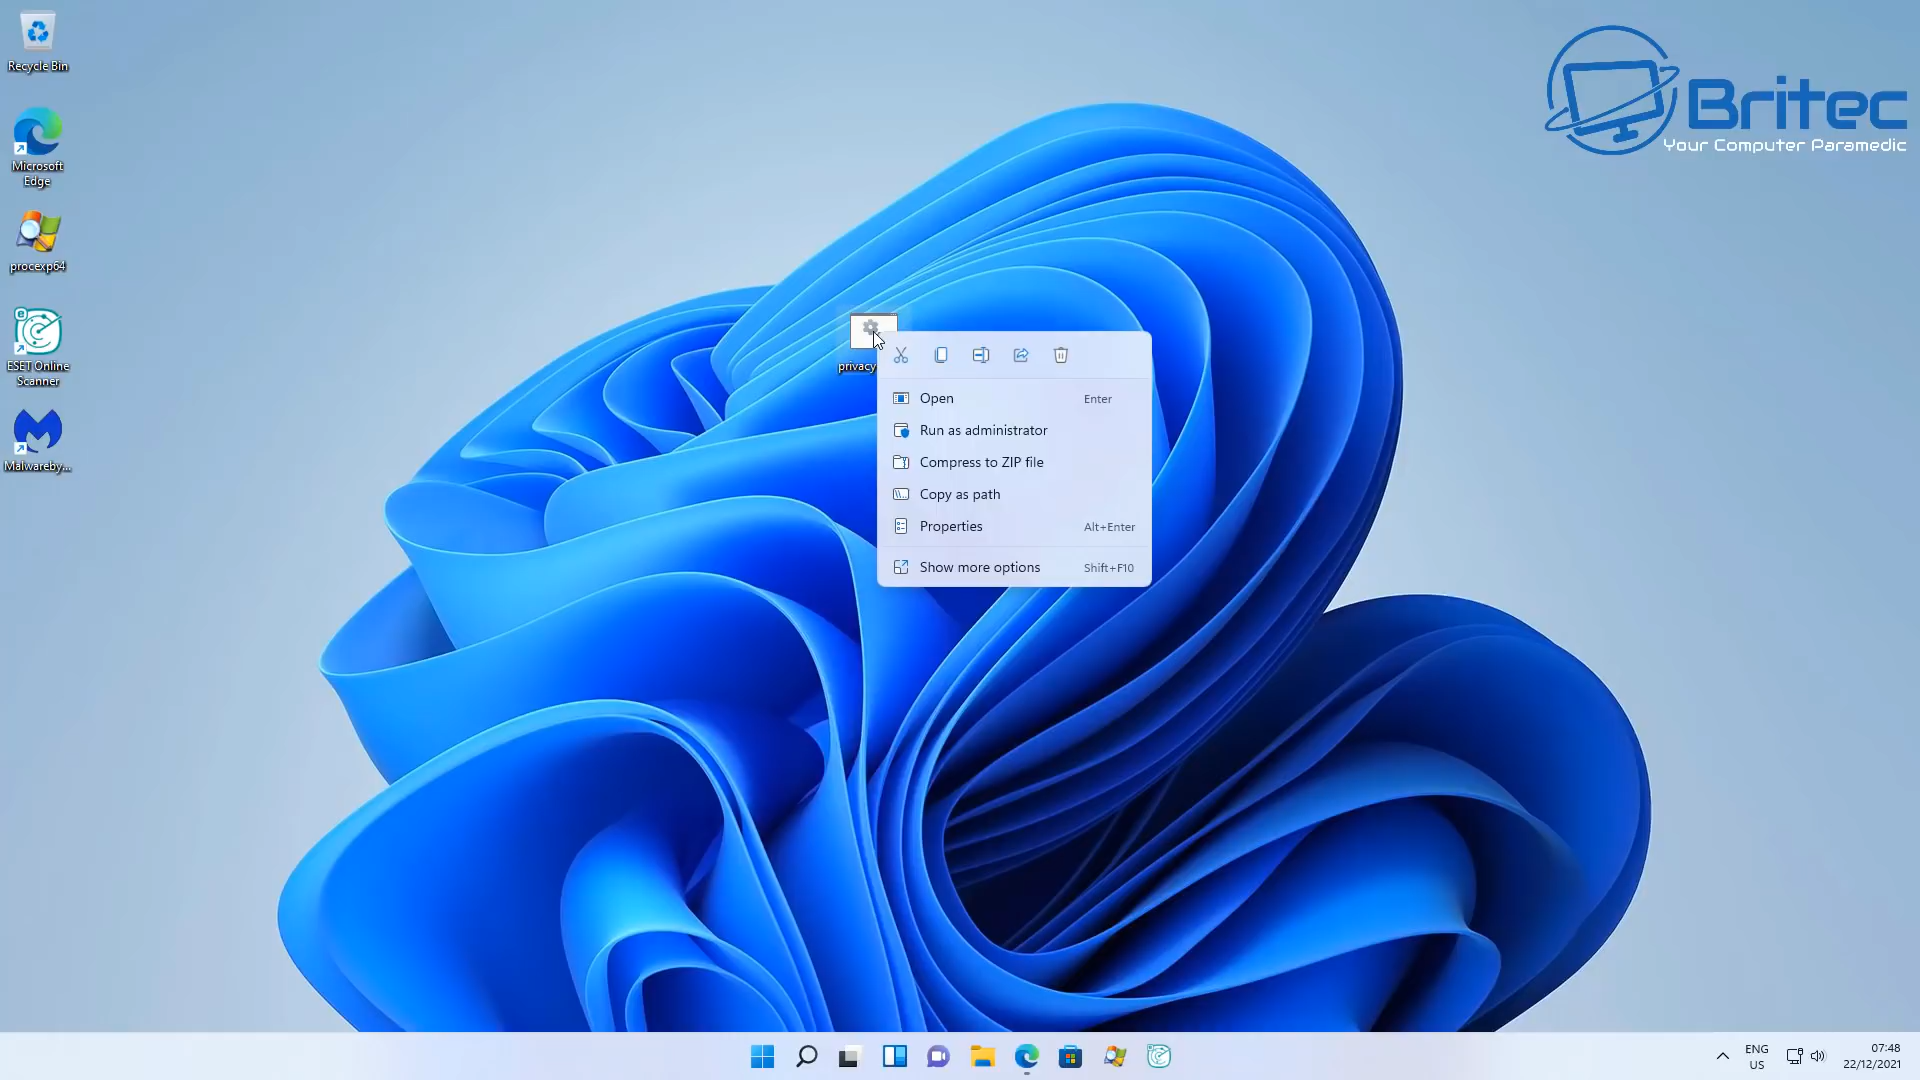 Recycle Bin
Microsoft
Edge
procexp64
ESET Online
Scanner
Malwareby...
Britec
Your Computer Paramedic
privacy
Open Enter
Run as administrator
Compress to ZIP file
Copy as path
Properties Alt+Enter
Show more options Shift+F10
ENG
US
07:48
22/12/2021